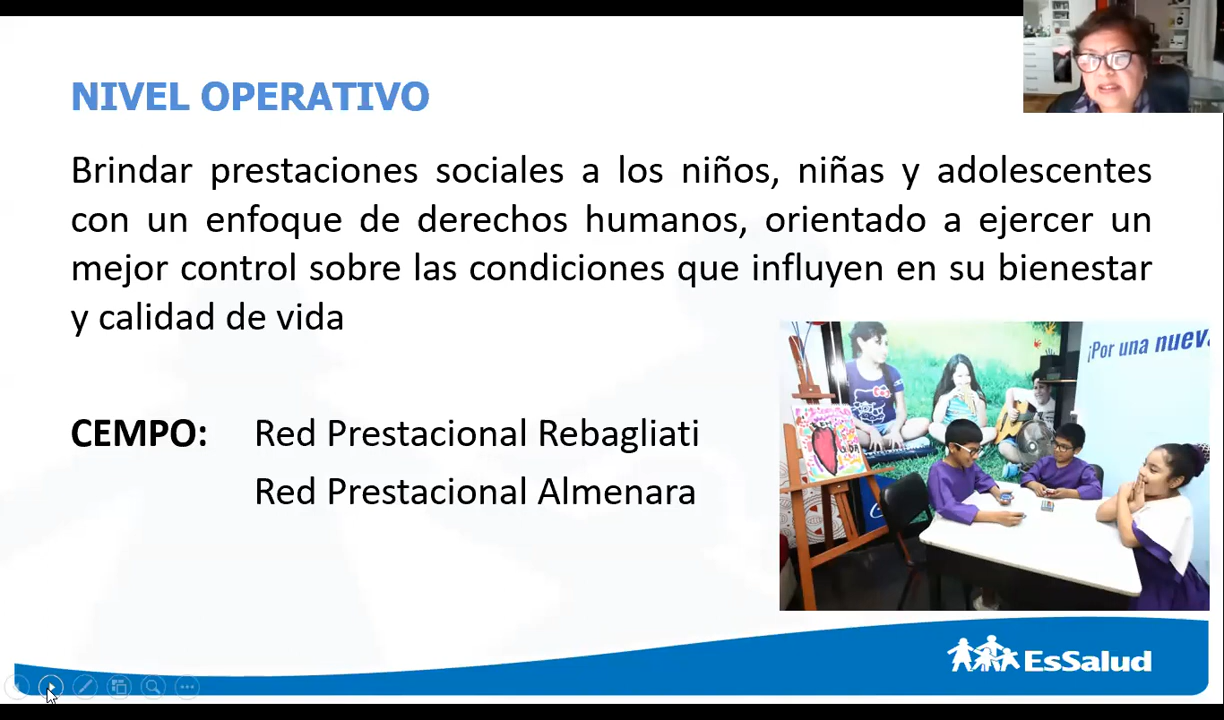 NIVEL OPERATIVO
Brindar prestaciones sociales a los niños, niñas y adolescentes
con un enfoque de derechos humanos, orientado a ejercer un
mejor control sobre las condiciones que influyen en su bienestar
y calidad de vida
¡Por una nueva
CEMPO: Red Prestacional Rebagliati
Red Prestacional Almenara
EsSalud